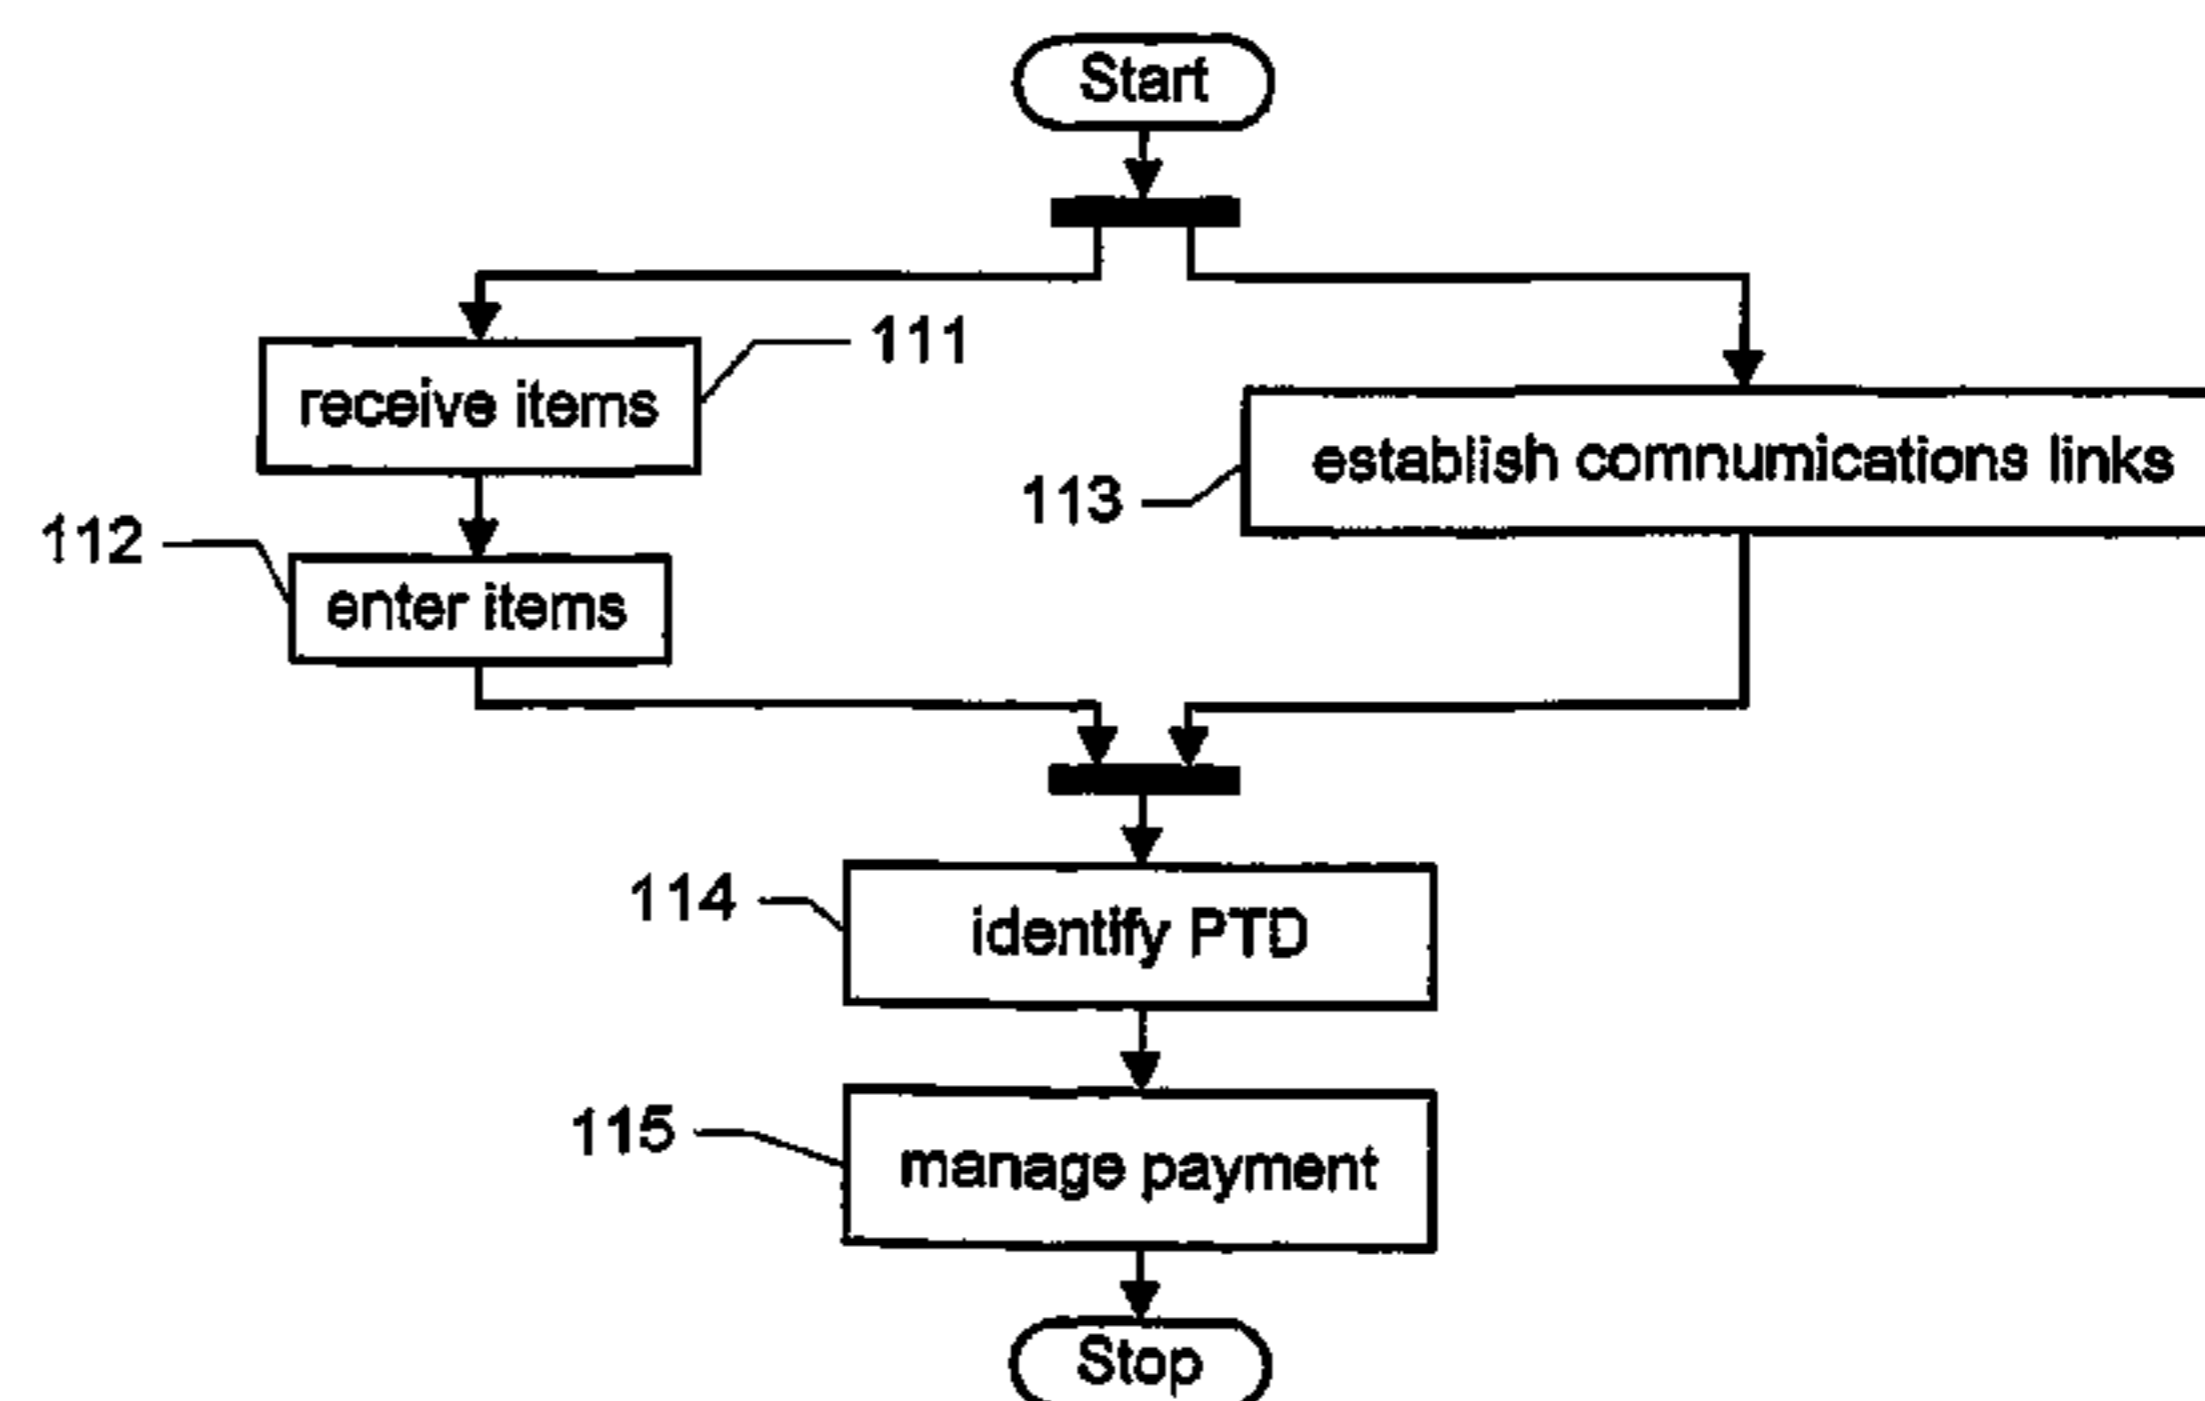 Start
receive items
111
establish comnumications links
113
112
enter items
114
identify PTD
115
manage payment
Stop